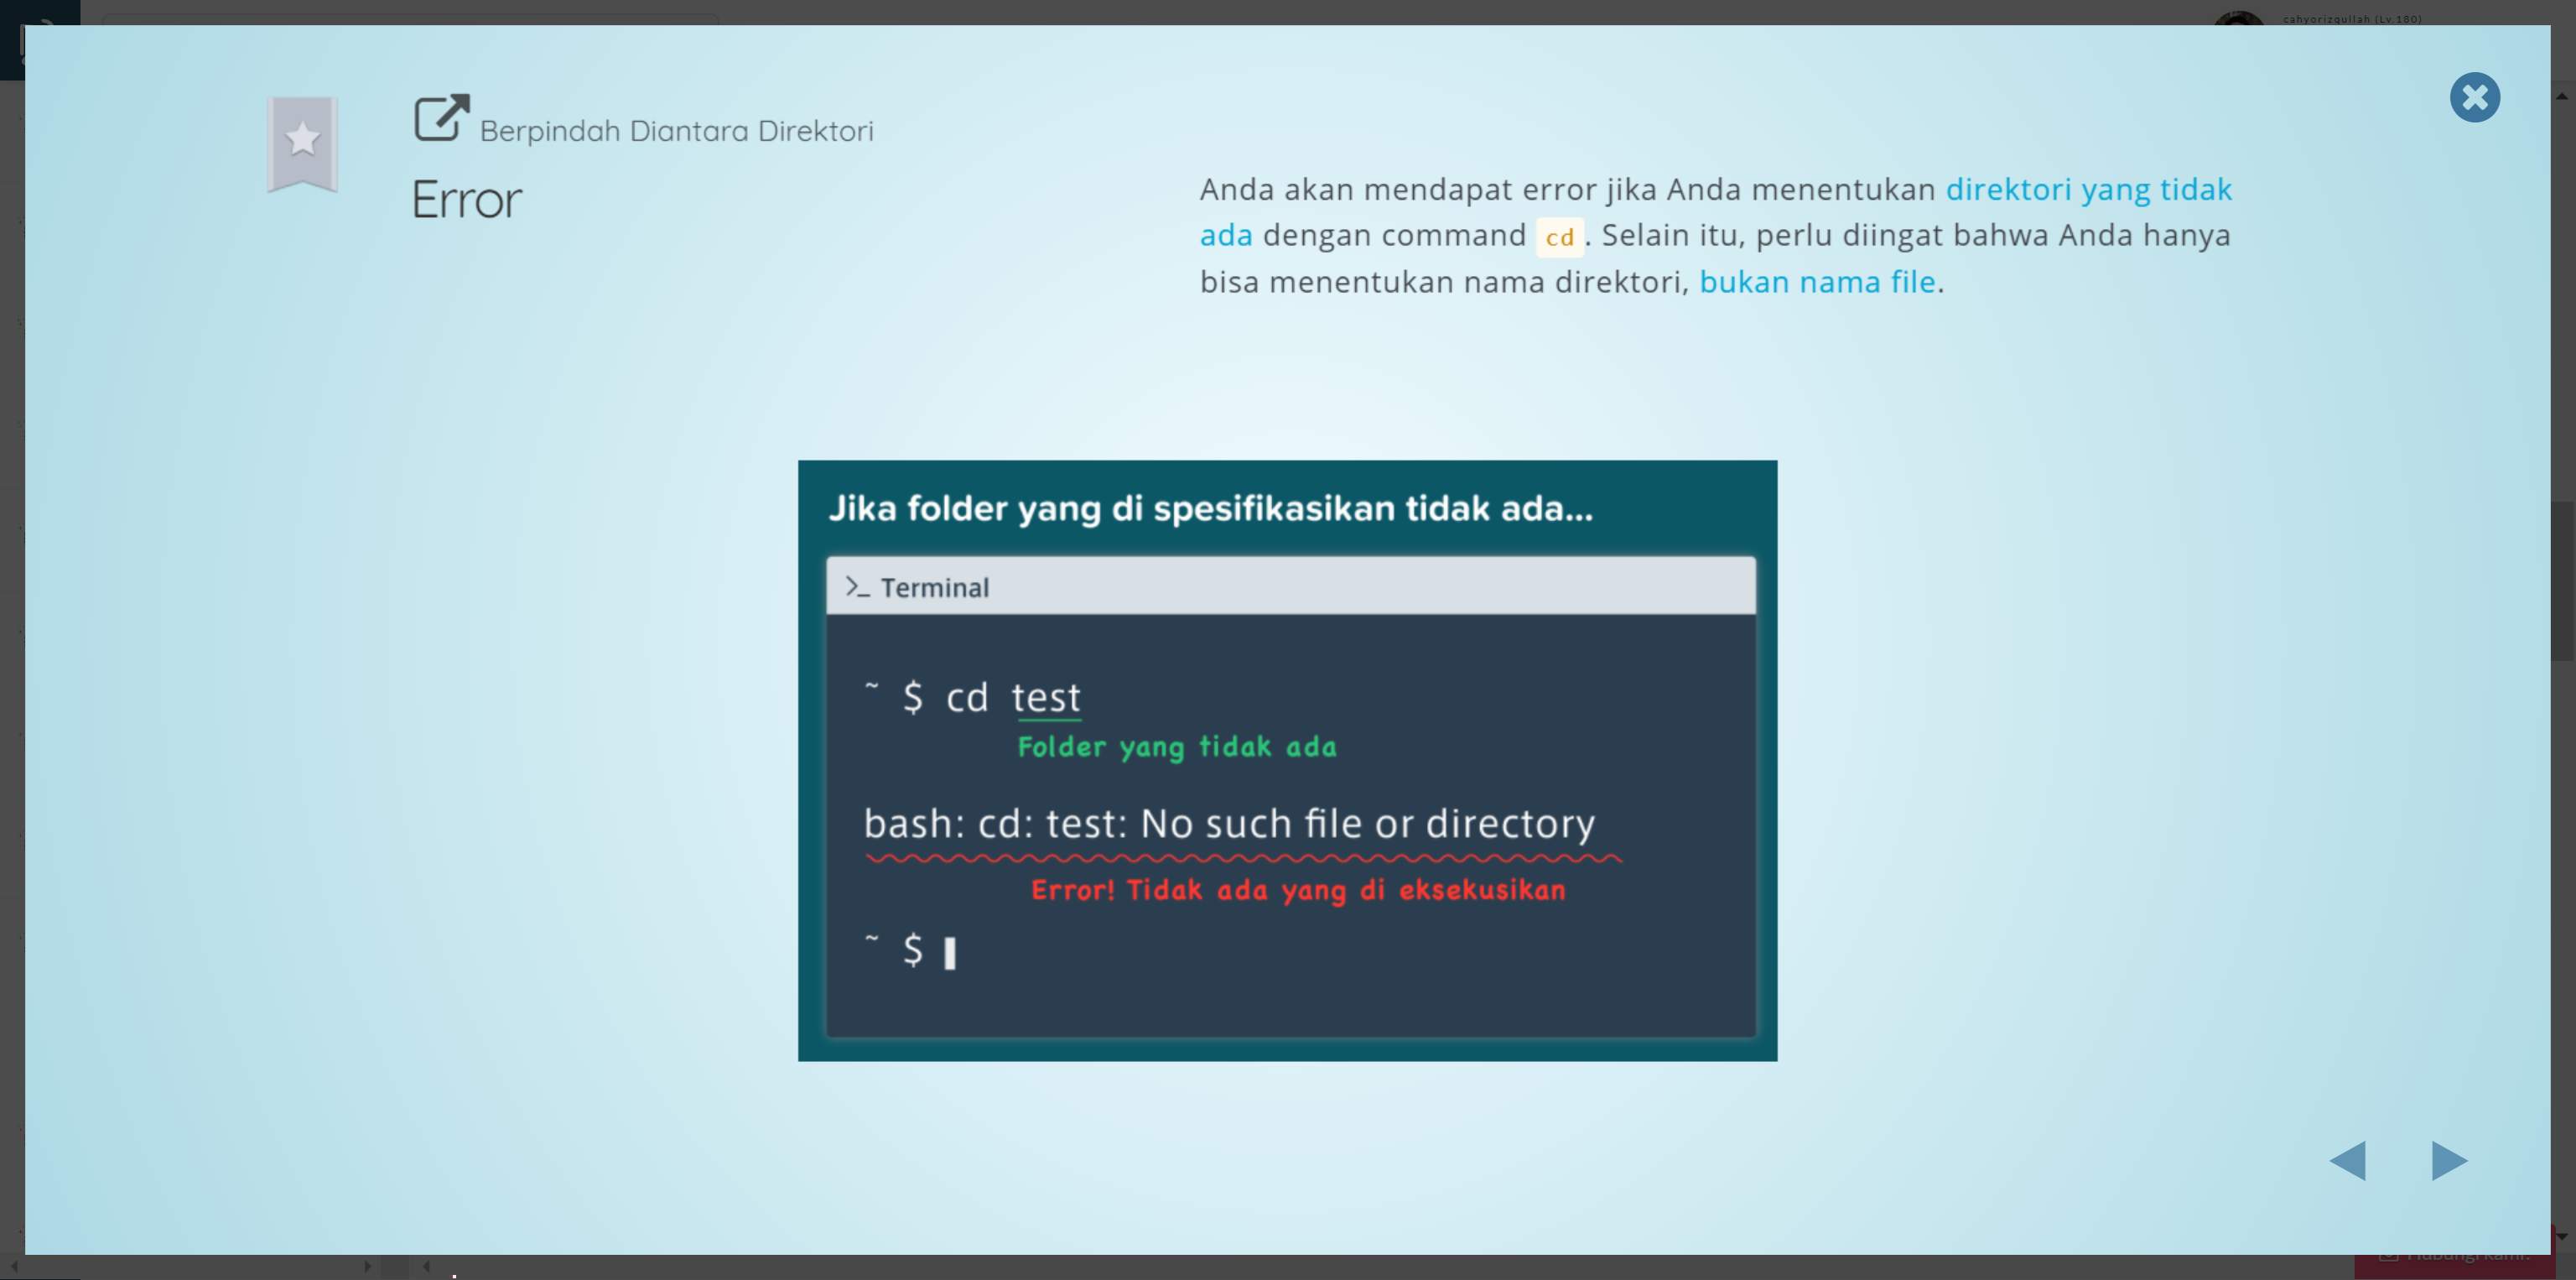 cahyorizqullah (Lv.180)
Berpindah Diantara Direktori
Error
Anda akan mendapat error jika Anda menentukan direktori yang tidak
ada dengan command cd. Selain itu, perlu diingat bahwa Anda hanya
bisa menentukan nama direktori, bukan nama file.
Jika folder yang di spesifikasikan tidak ada...
>_ Terminal
~ $ cd test
Folder yang tidak ada
bash: cd: test: No such file or directory
Error! Tidak ada yang di eksekusikan
~ $
Hubungi kami!